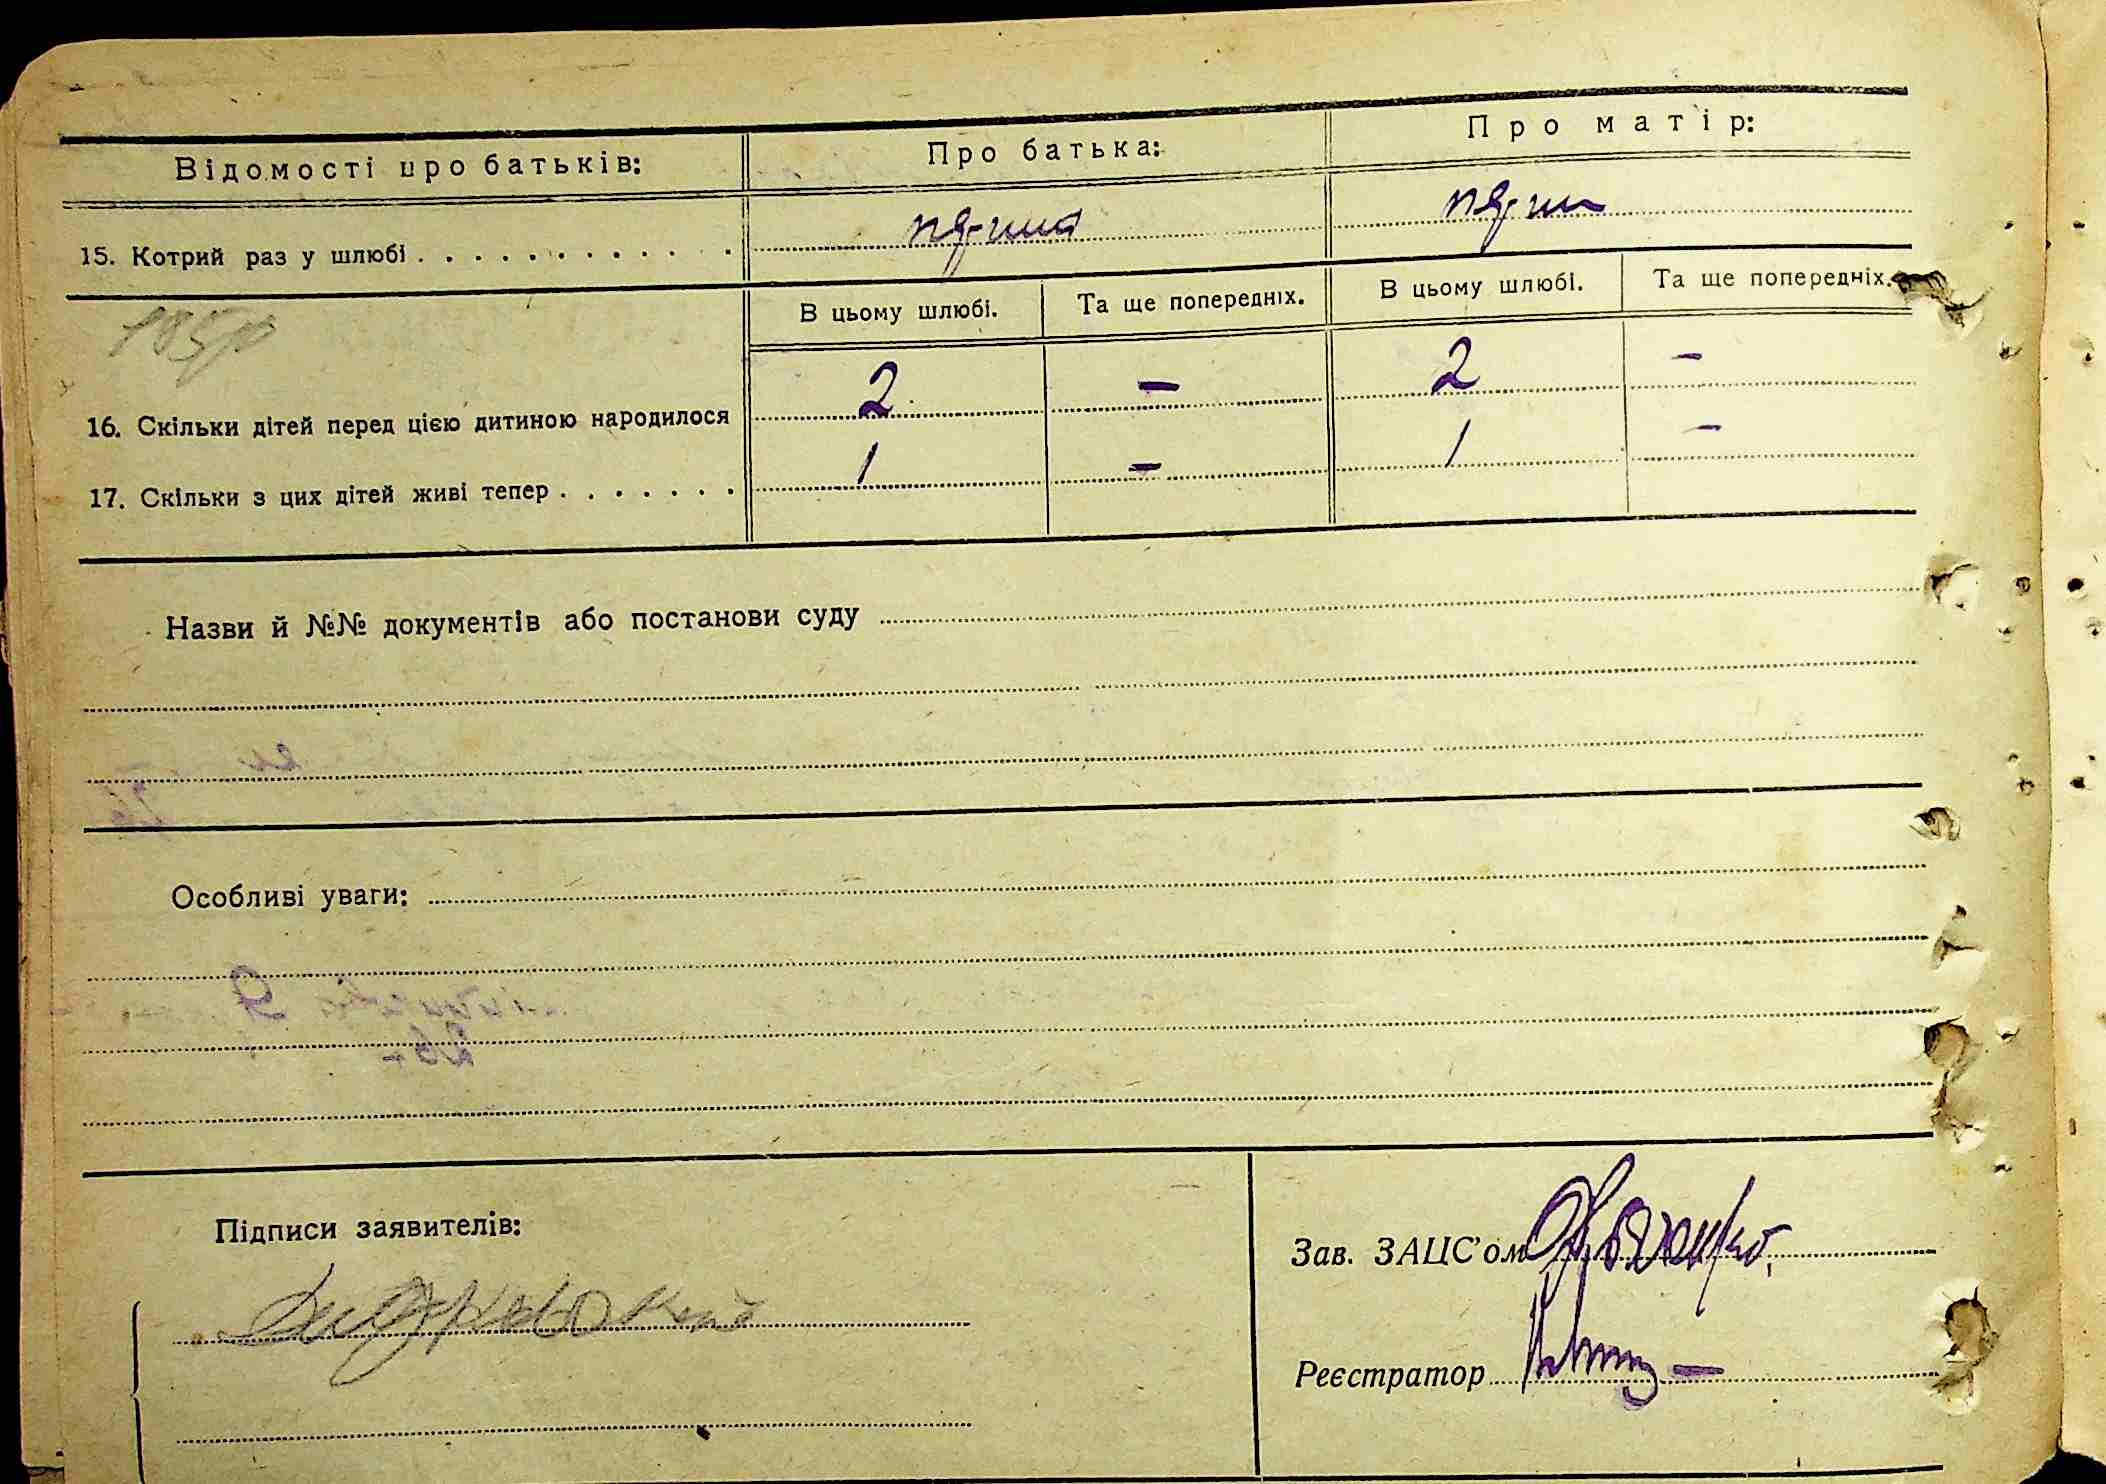 Відомості про батьків: Про батька: Про матір:
15. Котрий раз у шлюбі
В цьому шлюбі. Та ще попередніх. В цьому шлюбі. Та ще попередніх.
16. Скільки дітей перед цією дитиною народилося 2 - 2 -
17. Скільки з цих дітей живі тепер 1 - 1 -
Назви й №№ документів або постанови суду
Особливі уваги:
Підписи заявителів:
Зав. ЗАЦС'ом
Реєстратор